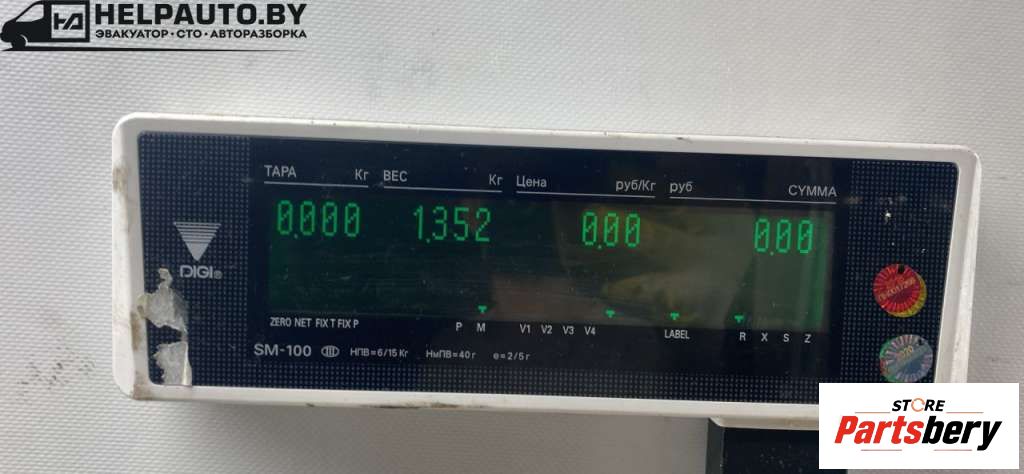 HELPAUTO.BY
ЭВАКУАТОР · СТО · АВТОРАЗБОРКА
ТАРА Кг ВЕС Кг Цена руб/Кг руб СУММА
0.000 1.352 0.00 0.00
DIGI®
ZERO NET FIX T FIX P P M V1 V2 V3 V4 LABEL R X S Z
SM-100 III НПВ=6/15 Кг НмПВ=40 г e=2/5 г
STORE
Partsbery